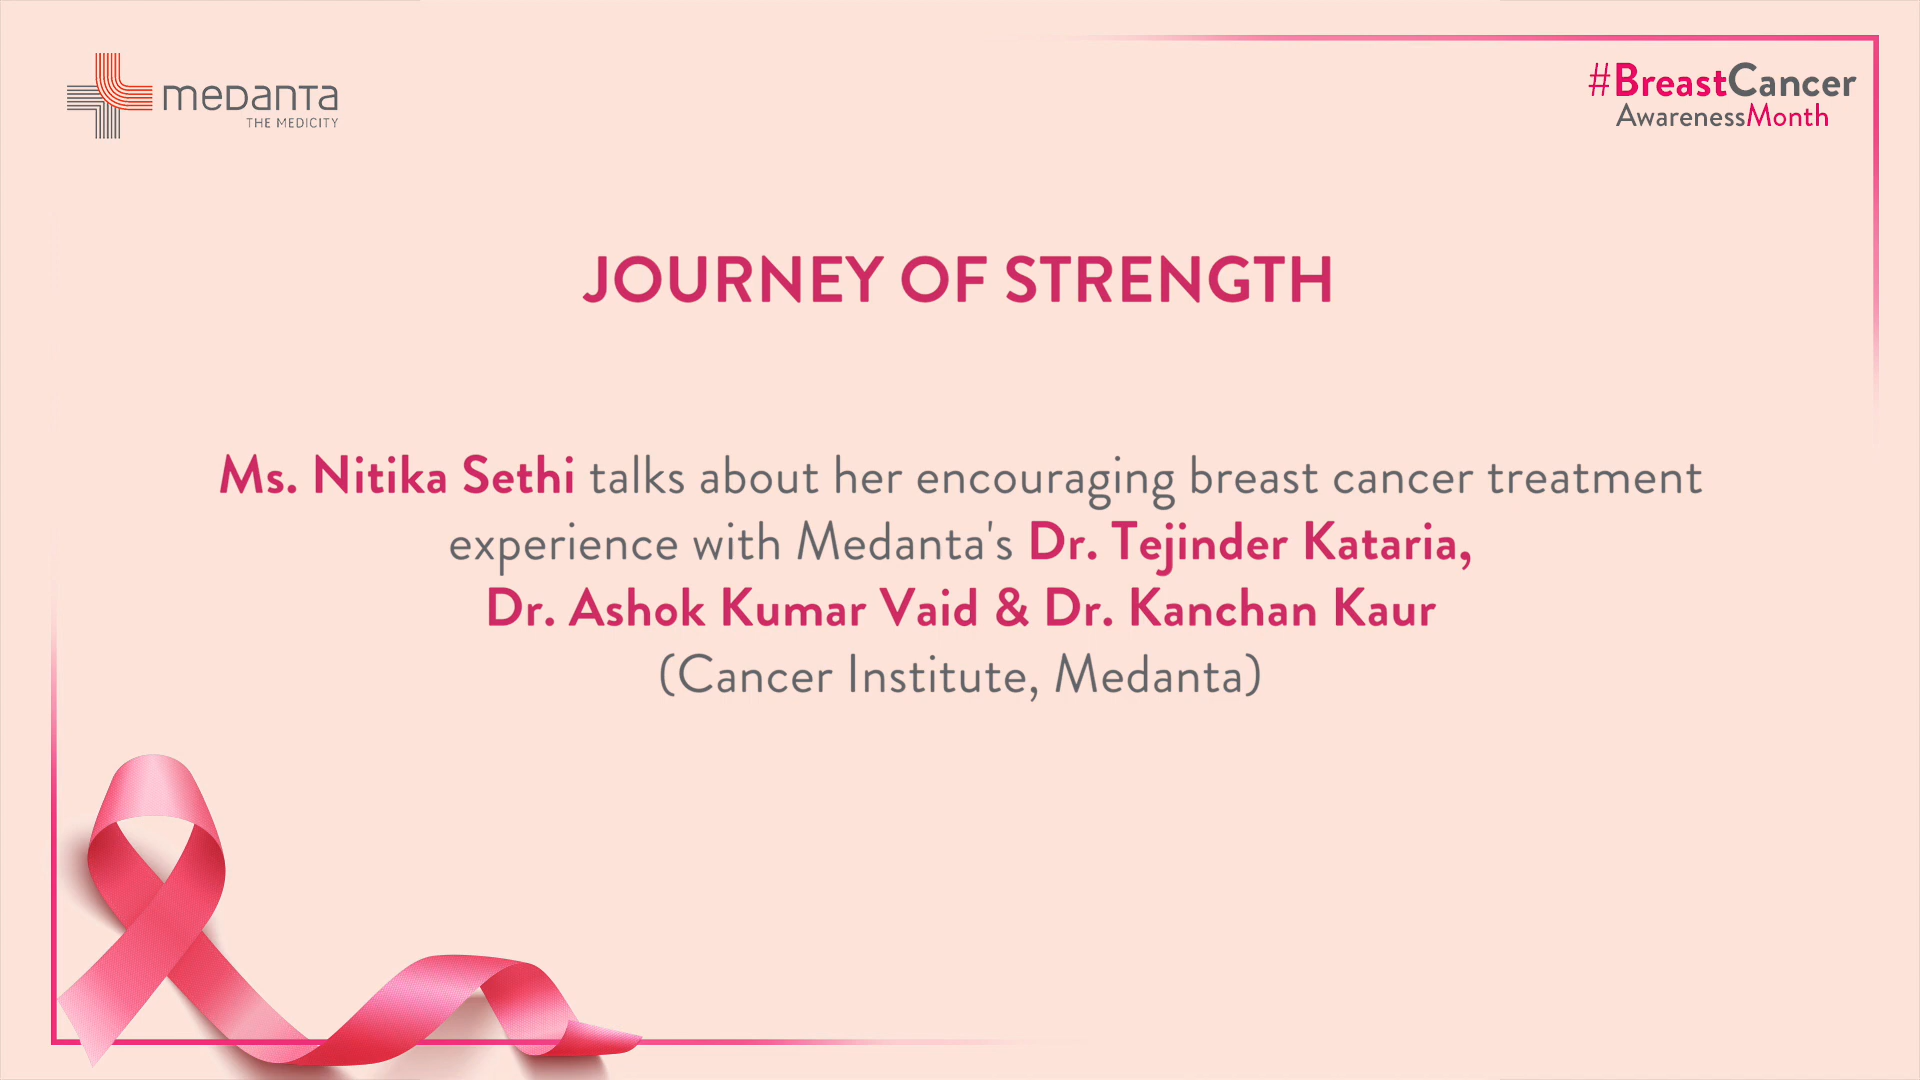 medanta
THE MEDICITY
#BreastCancer
AwarenessMonth
JOURNEY OF STRENGTH
Ms. Nitika Sethi talks about her encouraging breast cancer treatment
experience with Medanta's Dr. Tejinder Kataria,
Dr. Ashok Kumar Vaid & Dr. Kanchan Kaur
(Cancer Institute, Medanta)